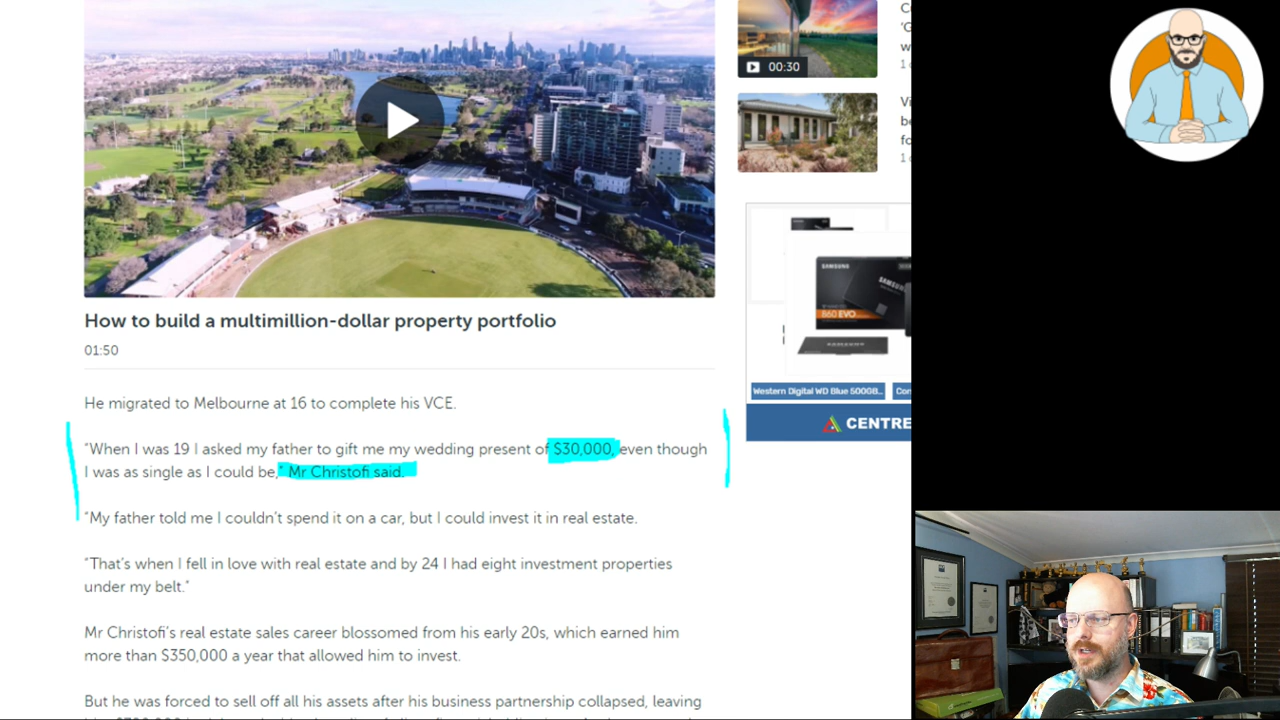 00:30
How to build a multimillion-dollar property portfolio
01:50
He migrated to Melbourne at 16 to complete his VCE.
“When I was 19 I asked my father to gift me my wedding present of $30,000, even though
I was as single as I could be,” Mr Christofi said.
“My father told me I couldn’t spend it on a car, but I could invest it in real estate.
“That’s when I fell in love with real estate and by 24 I had eight investment properties
under my belt.”
Mr Christofi’s real estate sales career blossomed from his early 20s, which earned him
more than $350,000 a year that allowed him to invest.
But he was forced to sell off all his assets after his business partnership collapsed, leaving
SAMSUNG
SAMSUNG
860 EVO
Western Digital WD Blue 500GB...
CENTRE